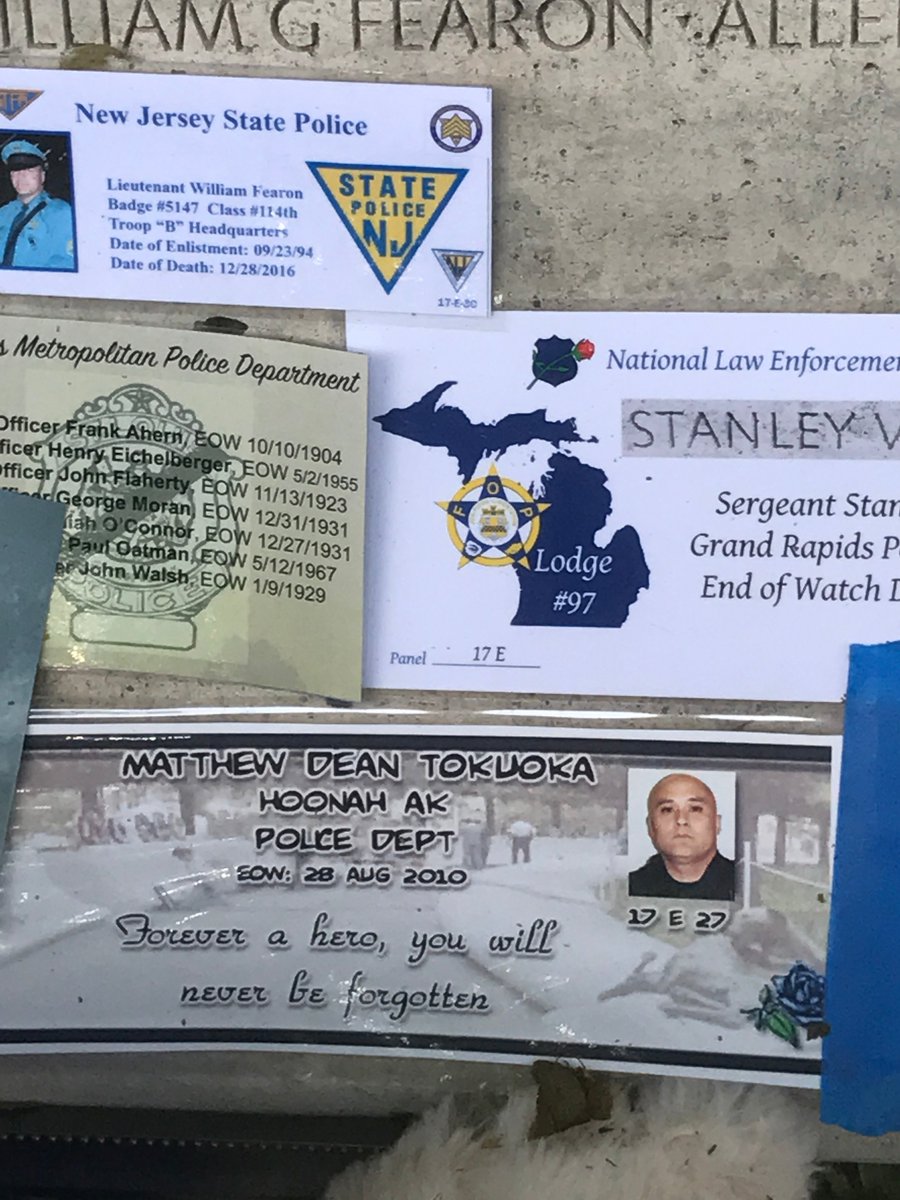 WILLIAM G FEARON · ALLE
New Jersey State Police
Lieutenant William Fearon
Badge #5147 Class #114th
Troop "B" Headquarters
Date of Enlistment: 09/23/94
Date of Death: 12/28/2016
STATE
POLICE
NJ
17-E-30
s Metropolitan Police Department
Officer Frank Ahern, EOW 10/10/1904
fficer Henry Eichelberger, EOW 5/2/1955
Officer John Flaherty, EOW 11/13/1923
George Moran, EOW 12/31/1931
iah O'Connor, EOW 12/27/1931
Paul Oatman, EOW 5/12/1967
er John Walsh, EOW 1/9/1929
POLICE
National Law Enforcemen
STANLEY V
Sergeant Stan
Grand Rapids Po
End of Watch D
FOP
Lodge
#97
Panel 17 E
MATTHEW DEAN TOKUOKA
HOONAH AK
POLICE DEPT
EOW: 28 AUG 2010
17 E 27
Forever a hero, you will
never be forgotten